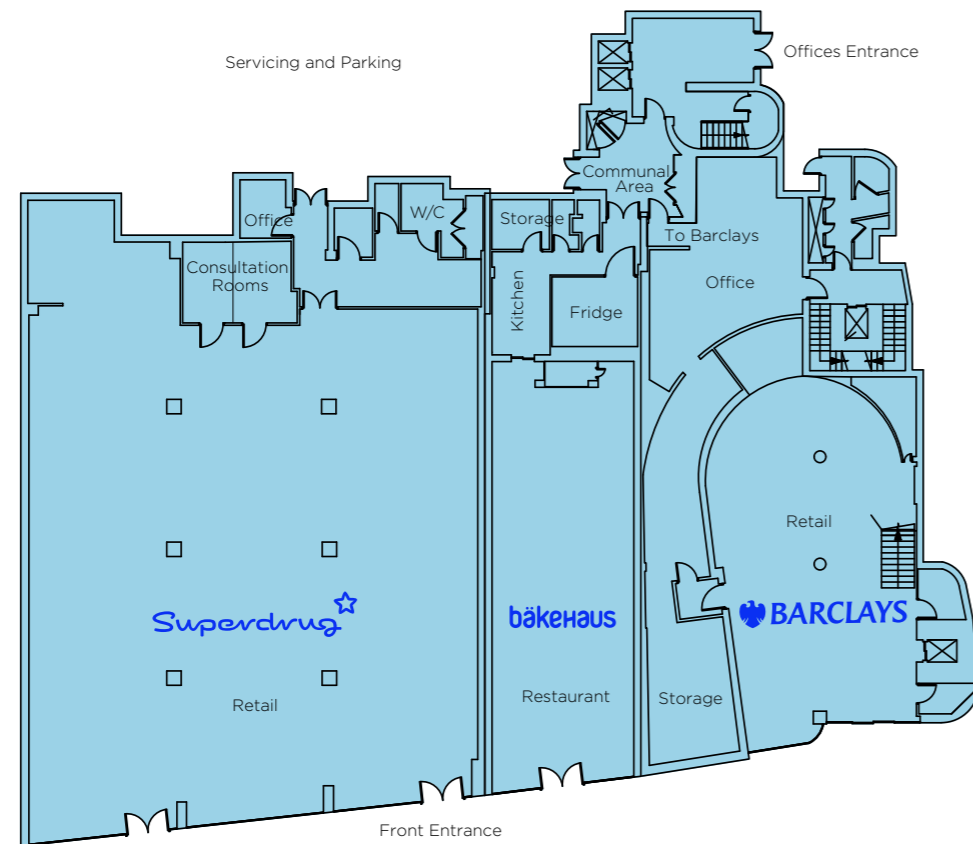 Servicing and Parking
Offices Entrance
Communal
Area
W/C
Office
Storage
To Barclays
Consultation
Rooms
Office
Kitchen
Fridge
Retail
Superdrug
bäkeHaus
BARCLAYS
Restaurant
Storage
Retail
Front Entrance